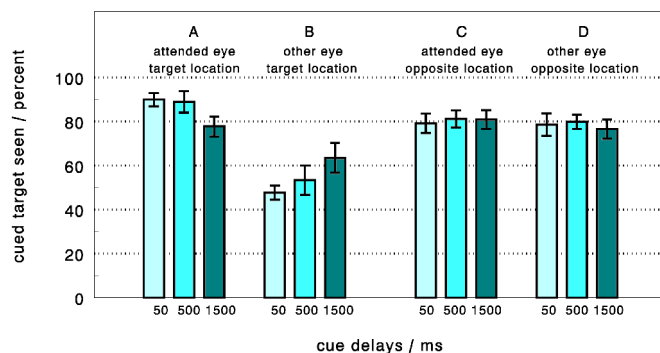 A B C D
attended eye other eye attended eye other eye
target location target location opposite location opposite location
cued target seen / percent
100
80
60
40
20
0
50 500 1500 50 500 1500 50 500 1500 50 500 1500
cue delays / ms